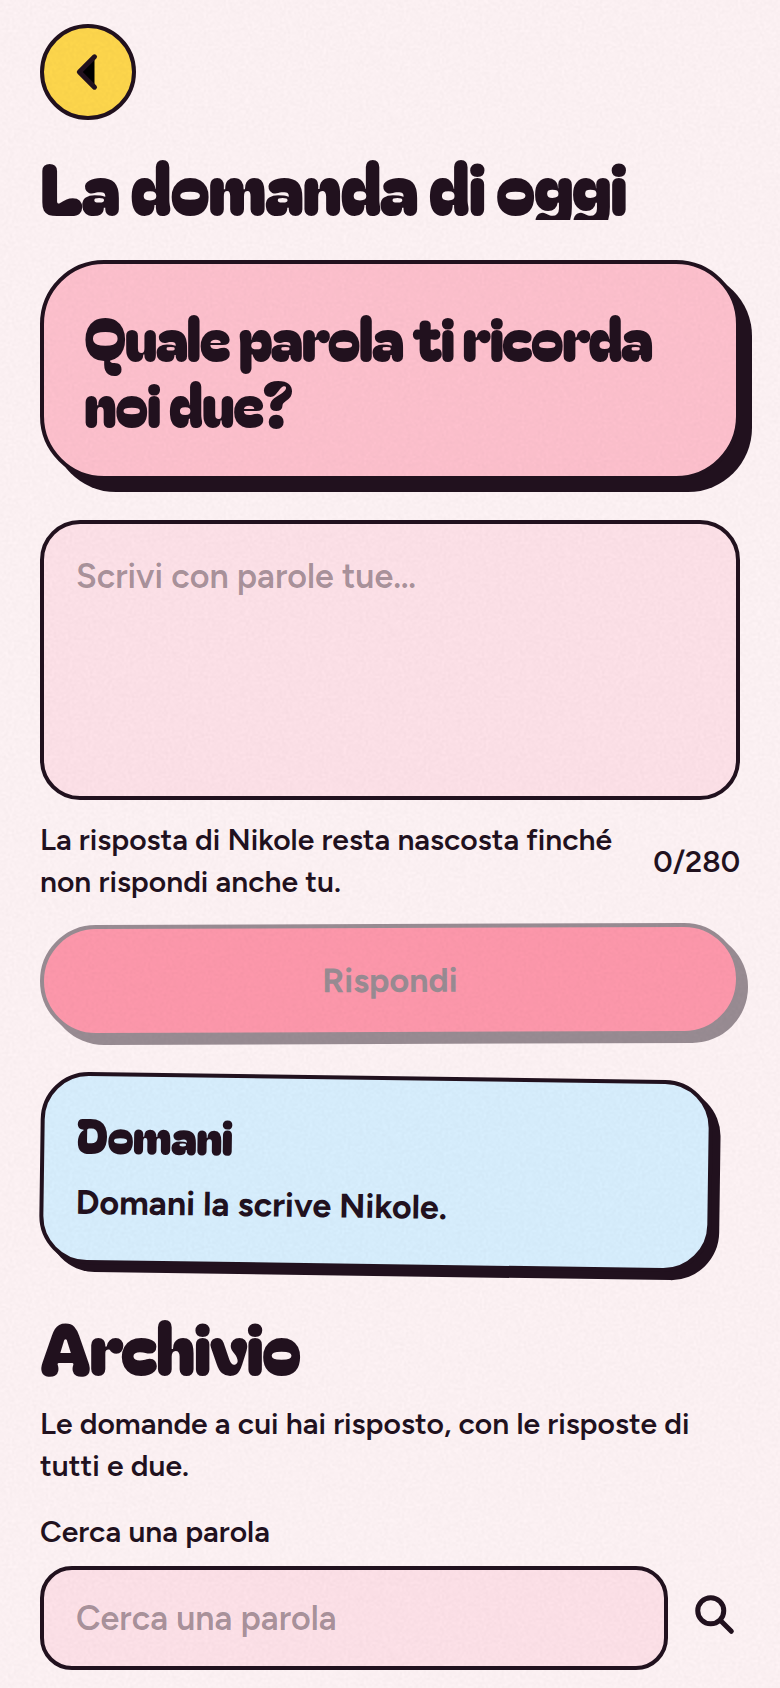 La domanda di oggi
Quale parola ti ricorda
noi due?
Scrivi con parole tue...
La risposta di Nikole resta nascosta finché
non rispondi anche tu.
0/280
Rispondi
Domani
Domani la scrive Nikole.
Archivio
Le domande a cui hai risposto, con le risposte di
tutti e due.
Cerca una parola
Cerca una parola